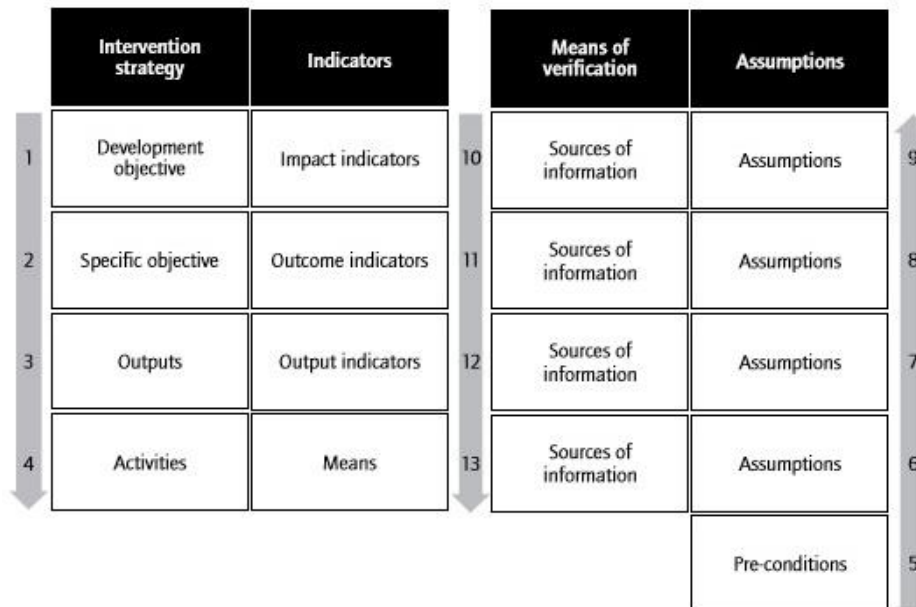 Intervention
strategy
Indicators
Means of
verification
Assumptions
1
Development
objective
Impact indicators
10
Sources of
information
Assumptions
9
2
Specific objective
Outcome indicators
11
Sources of
information
Assumptions
8
3
Outputs
Output indicators
12
Sources of
information
Assumptions
7
4
Activities
Means
13
Sources of
information
Assumptions
6
Pre-conditions
5